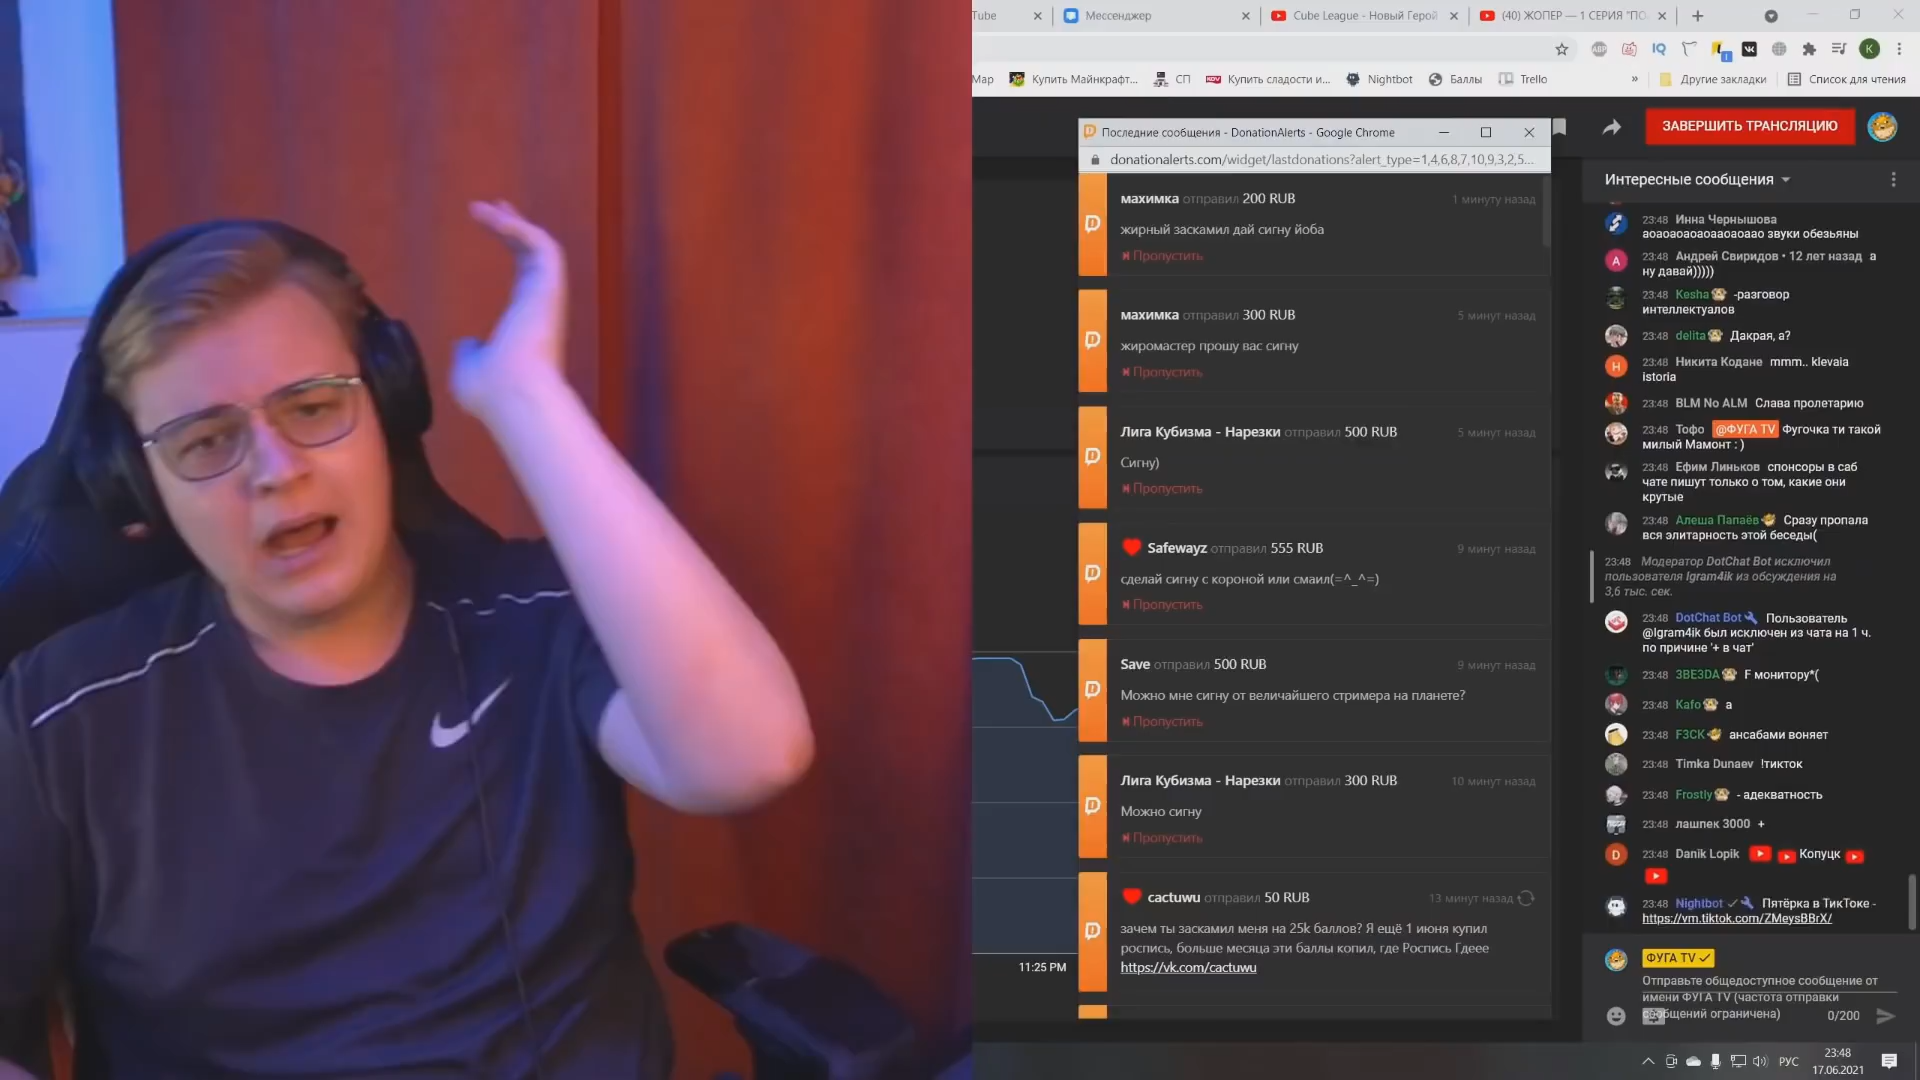 Tube
Мессенджер
Cube League - Новый Герой
(40) ЖОПЕР — 1 СЕРИЯ "ПО
Мар
Купить Майнкрафт...
СП
Купить сладости и...
Nightbot
Баллы
Trello
»
Другие закладки
Список для чтения
ЗАВЕРШИТЬ ТРАНСЛЯЦИЮ
Последние сообщения - DonationAlerts - Google Chrome
donationalerts.com/widget/lastdonations?alert_type=1,4,6,8,7,10,9,3,2,5...
махимка отправил 200 RUB
1 минуту назад
жирный заскамил дай сигну йоба
Пропустить
махимка отправил 300 RUB
5 минут назад
жиромастер прошу вас сигну
Пропустить
Лига Кубизма - Нарезки отправил 500 RUB
5 минут назад
Сигну)
Пропустить
Safewayz отправил 555 RUB
9 минут назад
сделай сигну с короной или смаил(=^_^=)
Пропустить
Save отправил 500 RUB
9 минут назад
Можно мне сигну от величайшего стримера на планете?
Пропустить
Лига Кубизма - Нарезки отправил 300 RUB
10 минут назад
Можно сигну
Пропустить
cactuwu отправил 50 RUB
13 минут назад
зачем ты заскамил меня на 25k баллов? Я ещё 1 июня купил
роспись, больше месяца эти баллы копил, где Роспись Гдеее
https://vk.com/cactuwu
11:25 PM
Интересные сообщения
23:48 Инна Чернышова
аоаоаоаоаоаоаоаоао звуки обезьяны
23:48 Андрей Свиридов • 12 лет назад а
ну давай)))))
23:48 Kesha -разговор
интеллектуалов
23:48 delita Дакрая, а?
23:48 Никита Кодане mmm.. klevaia
istoria
23:48 BLM No ALM Слава пролетарию
23:48 Тофо @ФУГА TV Фугочка ти такой
милый Мамонт : )
23:48 Ефим Линьков спонсоры в саб
чате пишут только о том, какие они
крутые
23:48 Алеша Папаёв Сразу пропала
вся элитарность этой беседы(
23:48 Модератор DotChat Bot исключил
пользователя Igram4ik из обсуждения на
3,6 тыс. сек.
23:48 DotChat Bot Пользователь
@Igram4ik был исключен из чата на 1 ч.
по причине '+ в чат'
23:48 3BE3DA F монитору*(
23:48 Kafo а
23:48 F3CK ансабами воняет
23:48 Timka Dunaev !тикток
23:48 Frostly - адекватность
23:48 лашпек 3000 +
23:48 Danik Lopik Копуцк
23:48 Nightbot Пятёрка в ТикТоке -
https://vm.tiktok.com/ZMeysBBrX/
ФУГА TV
Отправьте общедоступное сообщение от
имени ФУГА TV (частота отправки
сообщений ограничена)
0/200
РУС
23:48
17.06.2021